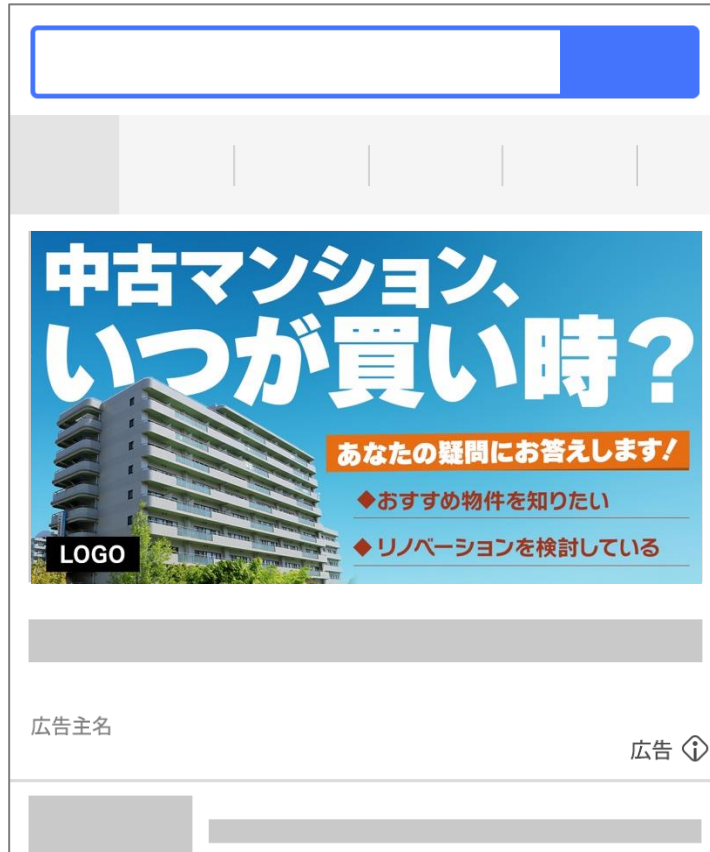 中古マンション、
いつが買い時？
あなたの疑問にお答えします！
◆おすすめ物件を知りたい
◆リノベーションを検討している
LOGO
広告主名
広告